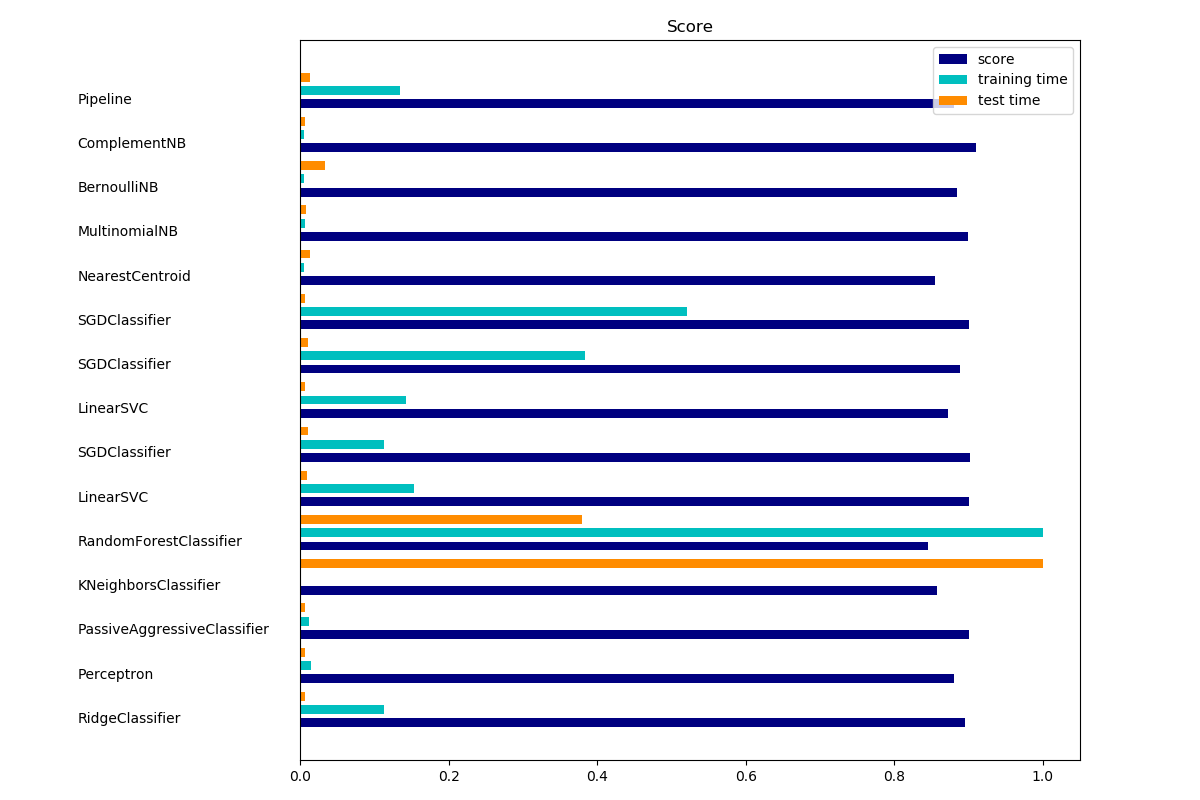 Score
score
training time
test time
Pipeline
ComplementNB
BernoulliNB
MultinomialNB
NearestCentroid
SGDClassifier
SGDClassifier
LinearSVC
SGDClassifier
LinearSVC
RandomForestClassifier
KNeighborsClassifier
PassiveAggressiveClassifier
Perceptron
RidgeClassifier
0.0 0.2 0.4 0.6 0.8 1.0